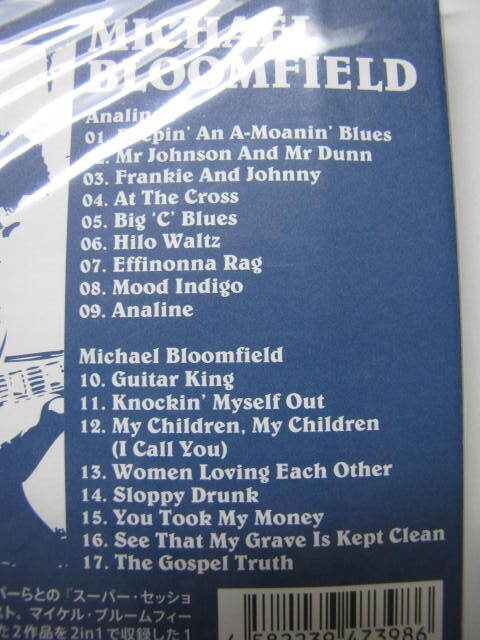 MICHAEL
BLOOMFIELD
Analine
01. An A-Moanin' Blues
02. Mr Johnson And Mr Dunn
03. Frankie And Johnny
04. At The Cross
05. Big 'C' Blues
06. Hilo Waltz
07. Effinonna Rag
08. Mood Indigo
09. Analine
Michael Bloomfield
10. Guitar King
11. Knockin' Myself Out
12. My Children, My Children
(I Call You)
13. Women Loving Each Other
14. Sloppy Drunk
15. You Took My Money
16. See That My Grave Is Kept Clean
17. The Gospel Truth
バーらとの『スーパー・セッショ
スト、マイケル・ブルームフィー
た2作品を2in1で収録した1